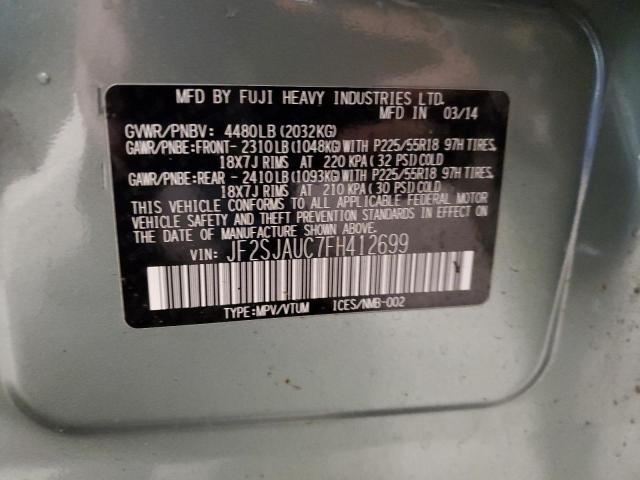 MFD BY FUJI HEAVY INDUSTRIES LTD.
MFD IN 03/14
GVWR/PNBV: 4480LB (2032KG)
GAWR/PNBE:FRONT- 2310LB(1048KG)WITH P225/55R18 97H TIRES,
18X7J RIMS AT 220 KPA (32 PSI)COLD
GAWR/PNBE:REAR - 2410LB(1093KG)WITH P225/55R18 97H TIRES,
18X7J RIMS AT 210 KPA (30 PSI)COLD
THIS VEHICLE CONFORMS TO ALL APPLICABLE FEDERAL MOTOR
VEHICLE SAFETY AND THEFT PREVENTION STANDARDS IN EFFECT ON
THE DATE OF MANUFACTURE SHOWN ABOVE.
VIN: JF2SJAUC7FH412699
TYPE:MPV/VTUM ICES/NMB-002